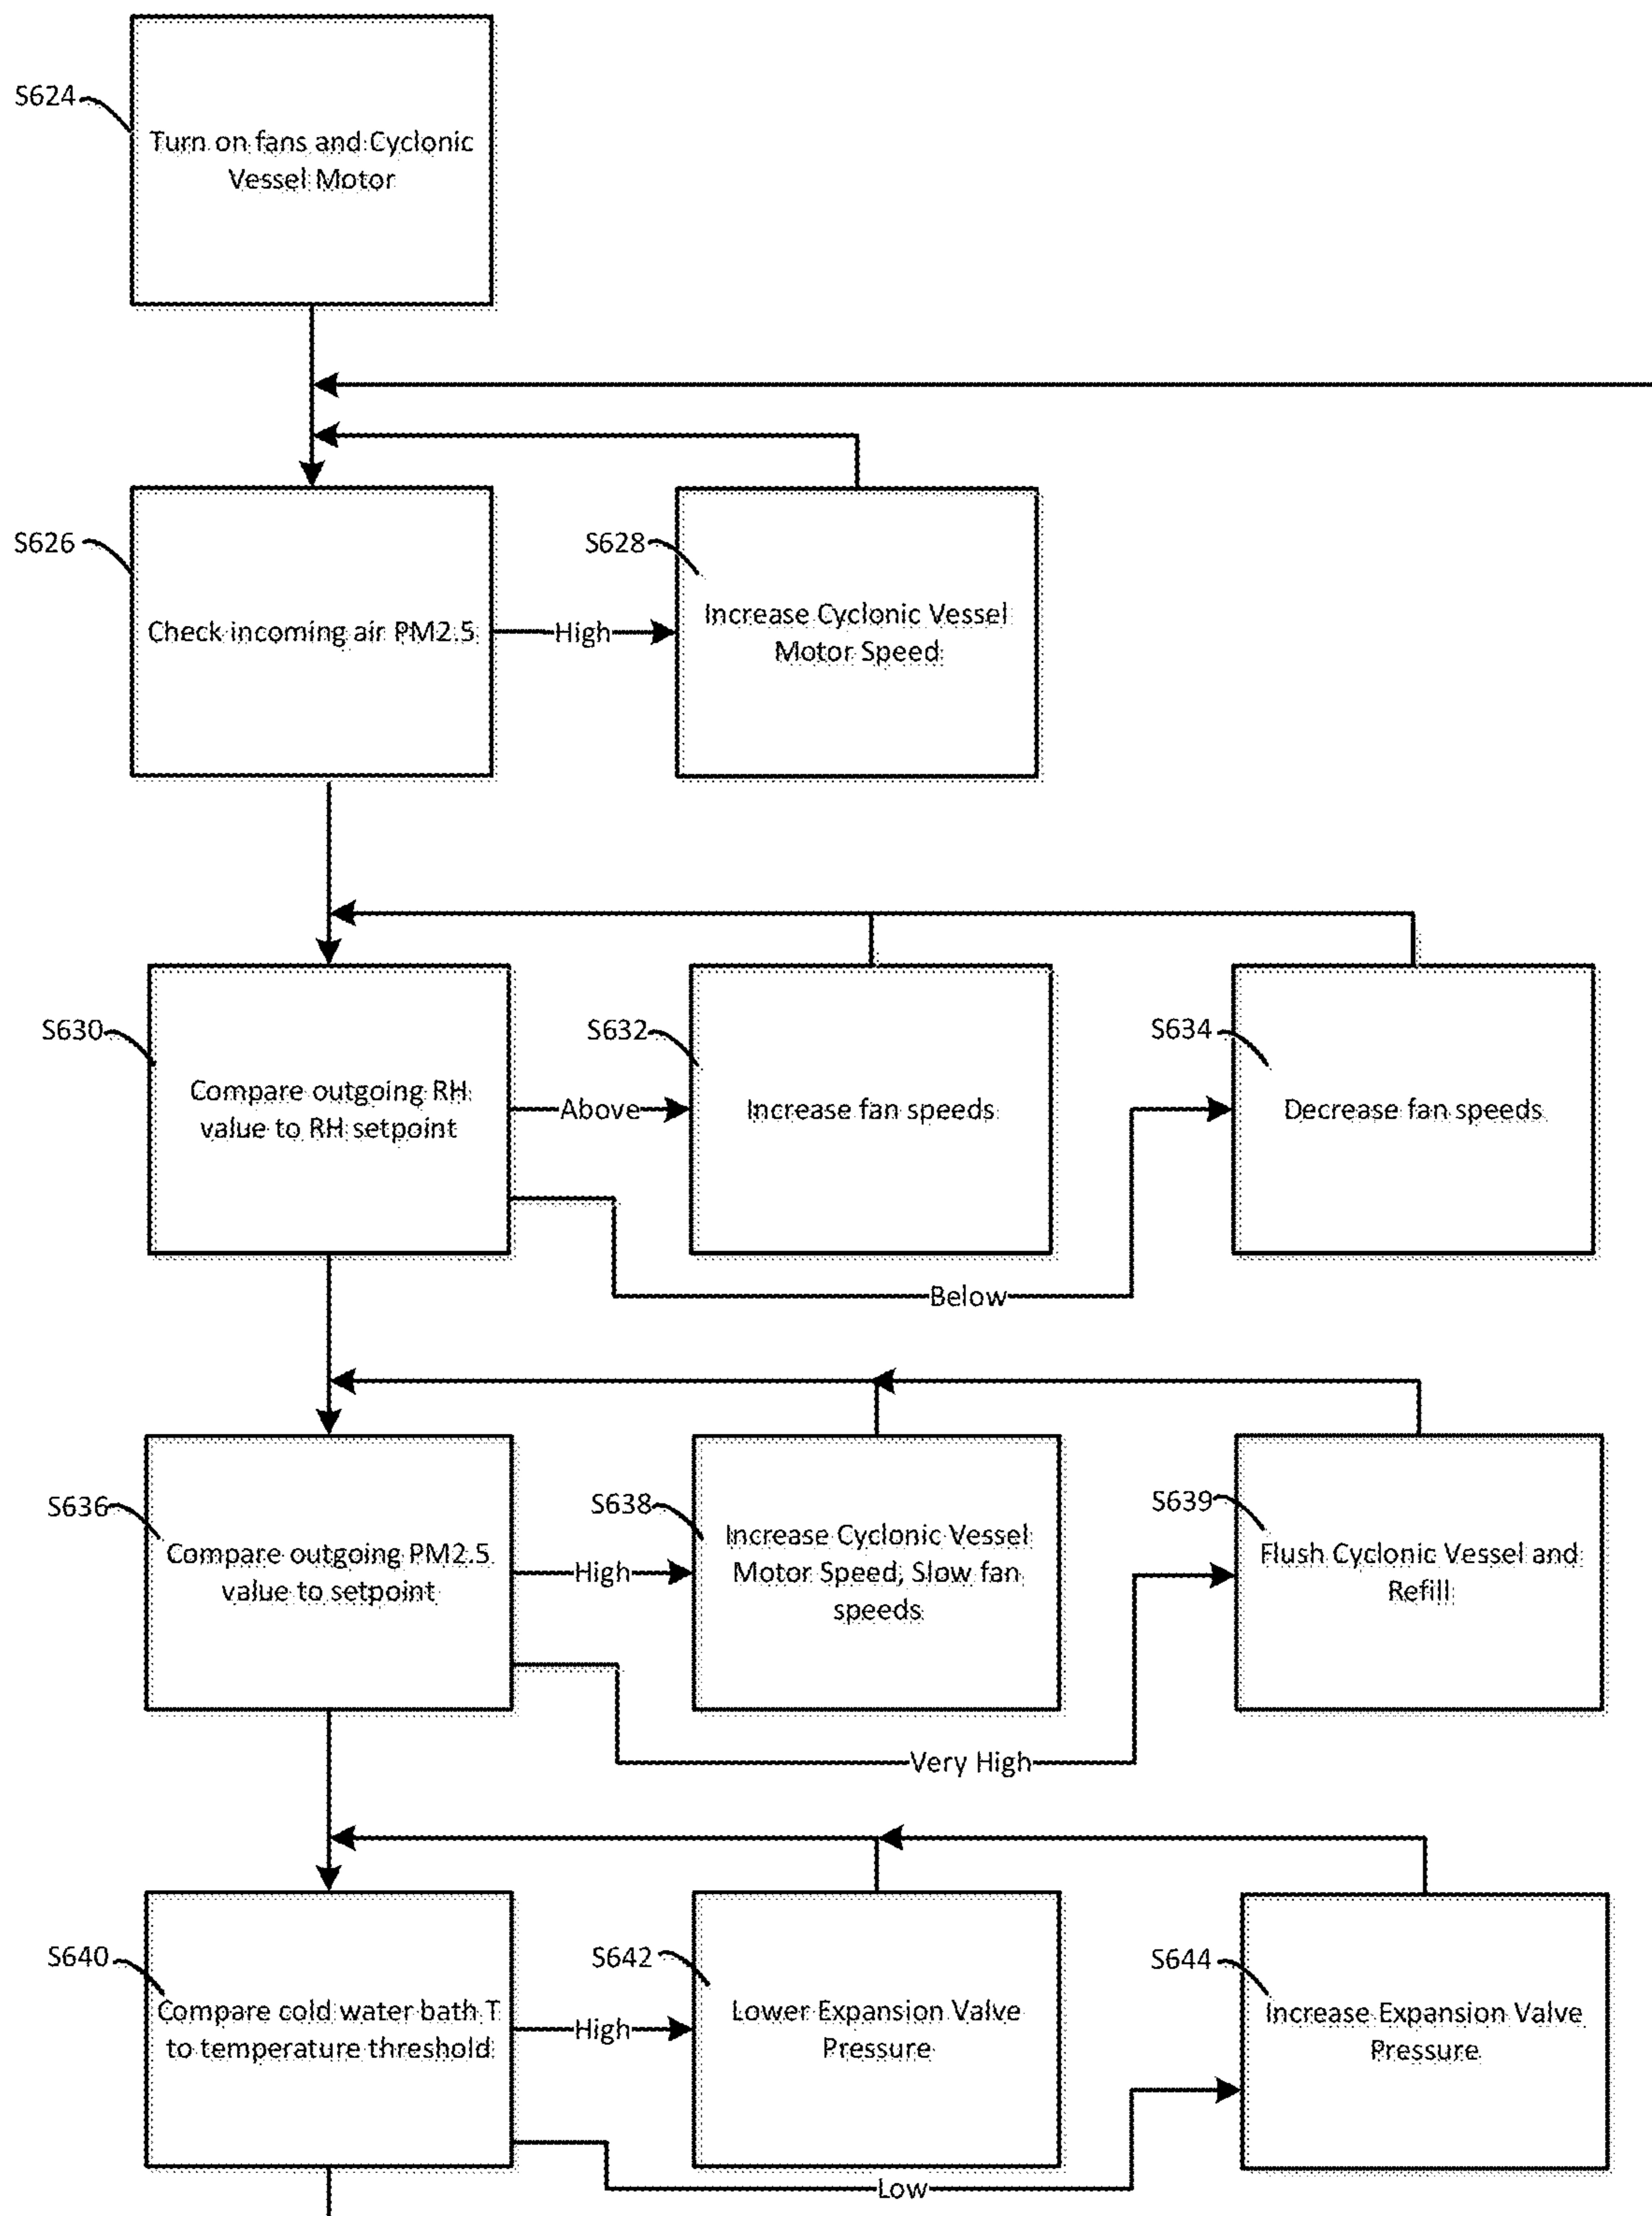 S624
Turn on fans and Cyclonic
Vessel Motor
S626
Check incoming air PM2.5
High
S628
Increase Cyclonic Vessel
Motor Speed
S630
Compare outgoing RH
value to RH setpoint
Above
S632
Increase fan speeds
Below
S634
Decrease fan speeds
S636
Compare outgoing PM2.5
value to setpoint
High
S638
Increase Cyclonic Vessel
Motor Speed, Slow fan
speeds
Very High
S639
Flush Cyclonic Vessel and
Refill
S640
Compare cold water bath T
to temperature threshold
High
S642
Lower Expansion Valve
Pressure
Low
S644
Increase Expansion Valve
Pressure